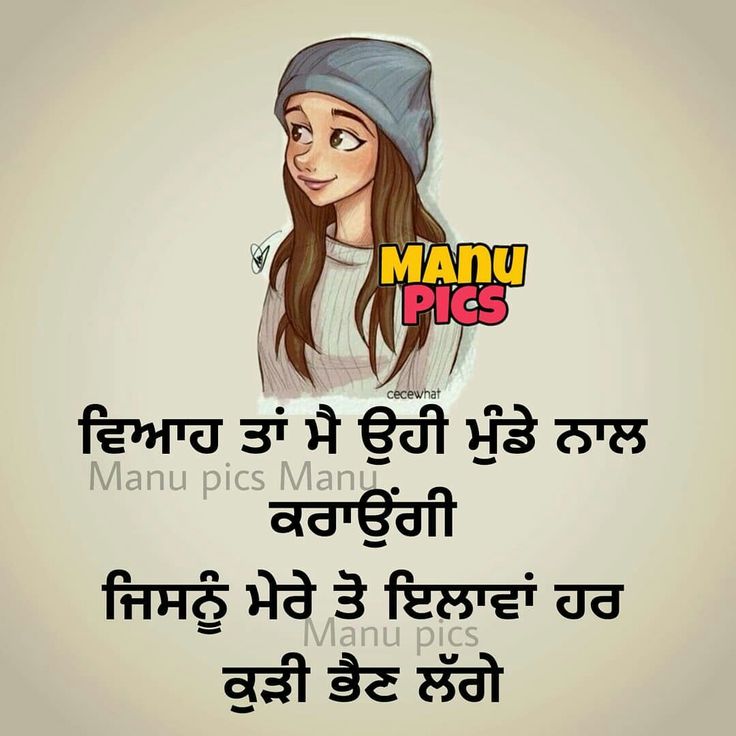 MANU
PICS
cecewhat
ਵਿਆਹ ਤਾਂ ਮੈ ਉਹੀ ਮੁੰਡੇ ਨਾਲ
Manu pics Manu
ਕਰਾਉਂਗੀ
ਜਿਸਨੂੰ ਮੇਰੇ ਤੋ ਇਲਾਵਾਂ ਹਰ
Manu pics
ਕੁੜੀ ਭੈਣ ਲੱਗੇ